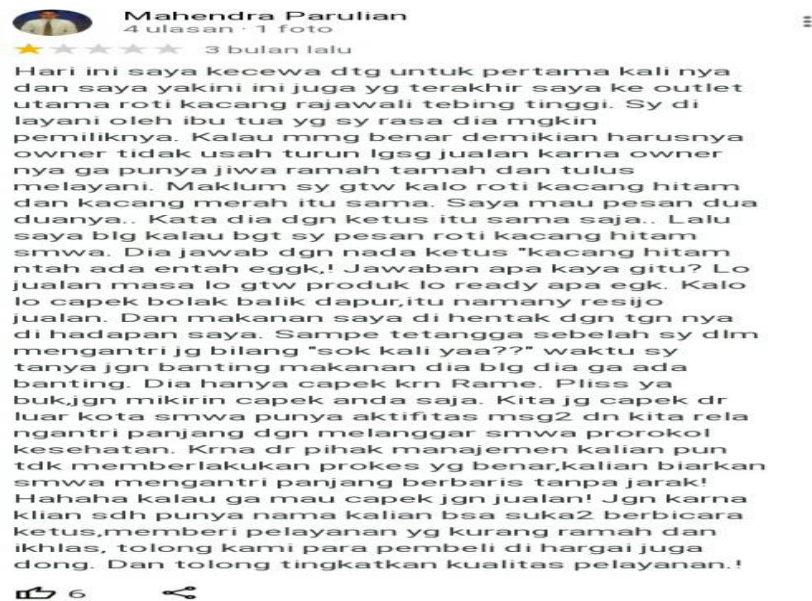 Mahendra Parulian
4 ulasan · 1 foto
3 bulan lalu
Hari ini saya kecewa dtg untuk pertama kali nya
dan saya yakini ini juga yg terakhir saya ke outlet
utama roti kacang rajawali tebing tinggi. Sy di
layani oleh ibu tua yg sy rasa dia mgkin
pemiliknya. Kalau mmg benar demikian harusnya
owner tidak usah turun lgsg jualan karna owner
nya ga punya jiwa ramah tamah dan tulus
melayani. Maklum sy gtw kalo roti kacang hitam
dan kacang merah itu sama. Saya mau pesan dua
duanya.. Kata dia dgn ketus itu sama saja.. Lalu
saya blg kalau bgt sy pesan roti kacang hitam
smwa. Dia jawab dgn nada ketus "kacang hitam
ntah ada entah eggk,! Jawaban apa kaya gitu? Lo
jualan masa lo gtw produk lo ready apa egk. Kalo
lo capek bolak balik dapur,itu namany resijo
jualan. Dan makanan saya di hentak dgn tgn nya
di hadapan saya. Sampe tetangga sebelah sy dlm
mengantri jg bilang "sok kali yaa??" waktu sy
tanya jgn banting makanan dia blg dia ga ada
banting. Dia hanya capek krn Rame. Pliss ya
buk,jgn mikirin capek anda saja. Kita jg capek dr
luar kota smwa punya aktifitas msg2 dn kita rela
ngantri panjang dgn melanggar smwa prorokol
kesehatan. Krna dr pihak manajemen kalian pun
tdk memberlakukan prokes yg benar,kalian biarkan
smwa mengantri panjang berbaris tanpa jarak!
Hahaha kalau ga mau capek jgn jualan! Jgn karna
klian sdh punya nama kalian bsa suka2 berbicara
ketus,memberi pelayanan yg kurang ramah dan
ikhlas, tolong kami para pembeli di hargai juga
dong. Dan tolong tingkatkan kualitas pelayanan.!
6